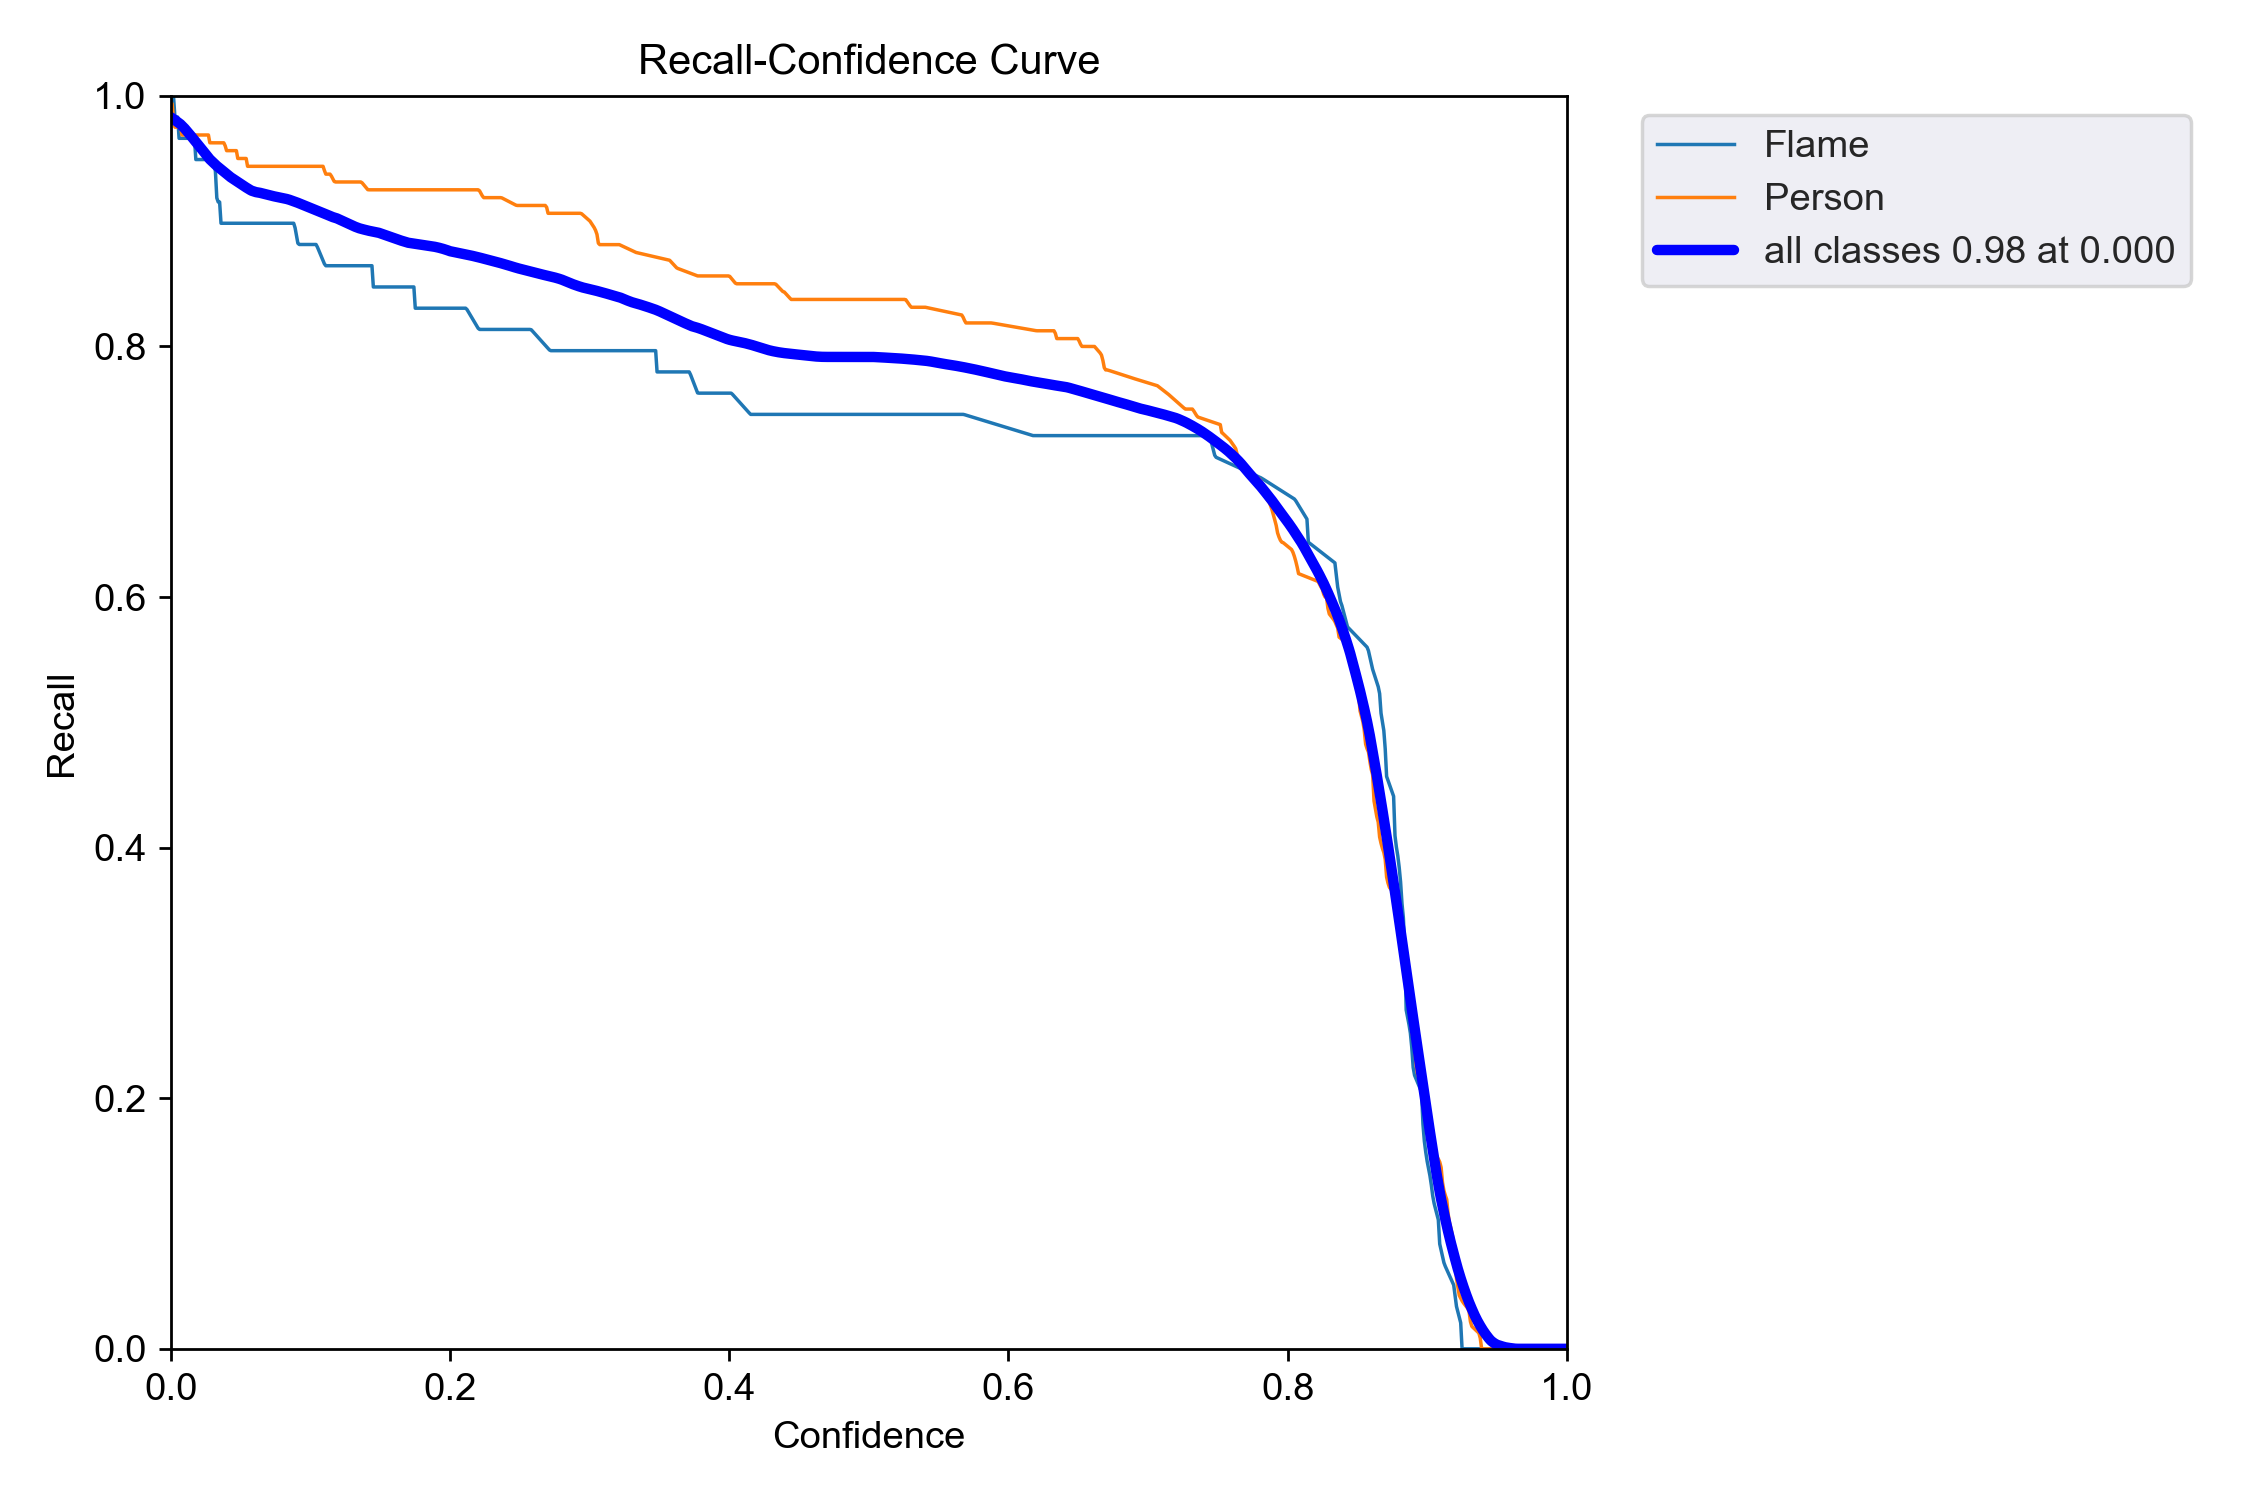 Recall-Confidence Curve
1.0
0.8
0.6
0.4
0.2
0.0
Recall
0.0 0.2 0.4 0.6 0.8 1.0
Confidence
Flame
Person
all classes 0.98 at 0.000